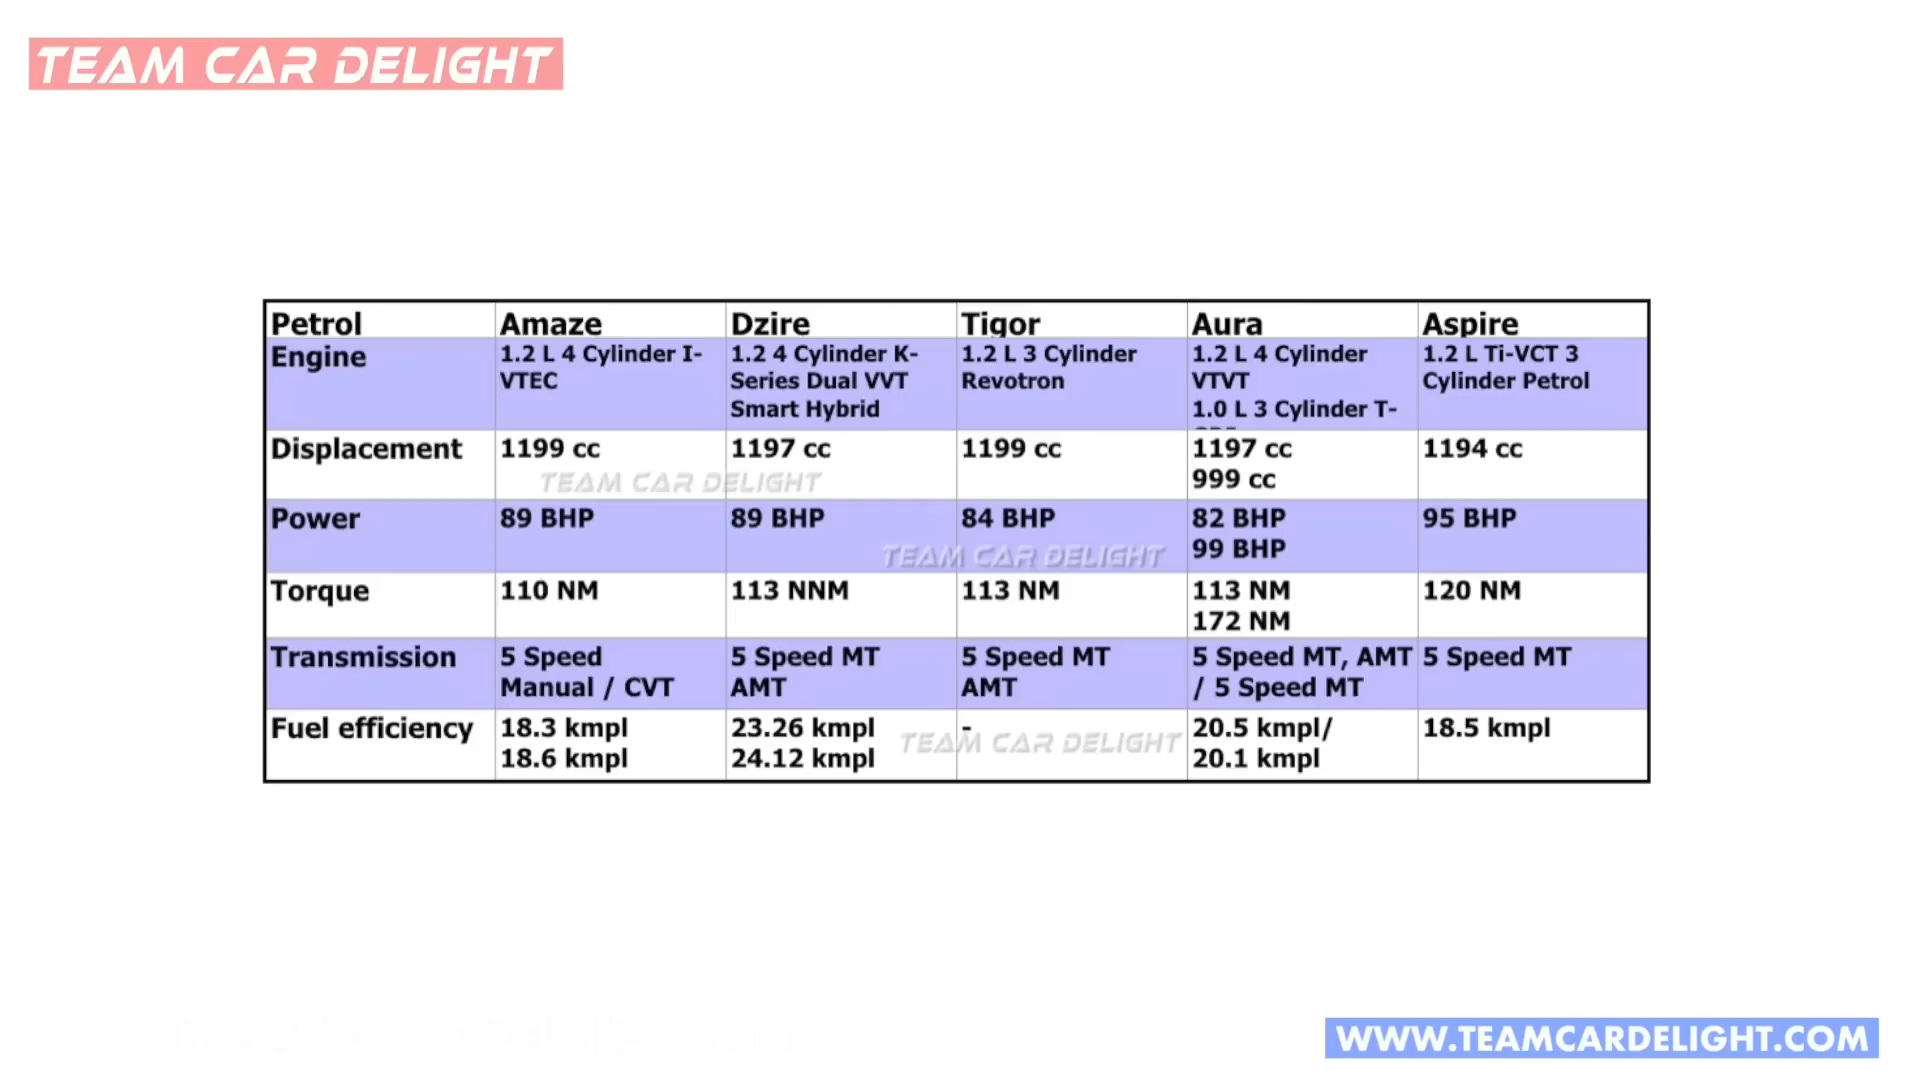 TEAM CAR DELIGHT
Petrol Amaze Dzire Tigor Aura Aspire
Engine 1.2 L 4 Cylinder I- 1.2 4 Cylinder K- 1.2 L 3 Cylinder 1.2 L 4 Cylinder 1.2 L Ti-VCT 3
VTEC Series Dual VVT Revotron VTVT Cylinder Petrol
Smart Hybrid 1.0 L 3 Cylinder T-
Displacement 1199 cc 1197 cc 1199 cc 1197 cc 1194 cc
999 cc
TEAM CAR DELIGHT
Power 89 BHP 89 BHP 84 BHP 82 BHP 95 BHP
99 BHP
TEAM CAR DELIGHT
Torque 110 NM 113 NNM 113 NM 113 NM 120 NM
172 NM
Transmission 5 Speed 5 Speed MT 5 Speed MT 5 Speed MT, AMT 5 Speed MT
Manual / CVT AMT AMT / 5 Speed MT
Fuel efficiency 18.3 kmpl 23.26 kmpl - 20.5 kmpl/ 18.5 kmpl
18.6 kmpl 24.12 kmpl 20.1 kmpl
TEAM CAR DELIGHT
WWW.TEAMCARDELIGHT.COM